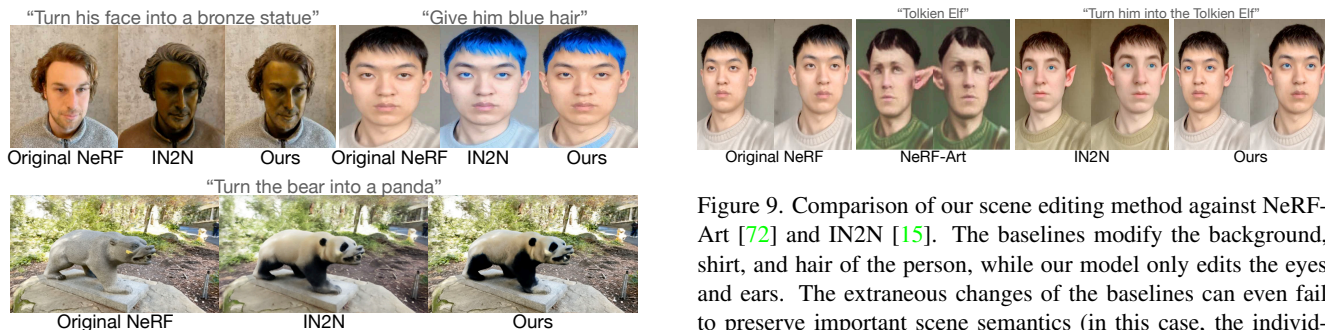 “Turn his face into a bronze statue”
“Give him blue hair”
Original NeRF IN2N Ours Original NeRF IN2N Ours
“Turn the bear into a panda”
Original NeRF IN2N Ours
“Tolkien Elf” “Turn him into the Tolkien Elf”
Original NeRF NeRF-Art IN2N Ours
Figure 9. Comparison of our scene editing method against NeRF-
Art [72] and IN2N [15]. The baselines modify the background,
shirt, and hair of the person, while our model only edits the eyes
and ears. The extraneous changes of the baselines can even fail
to preserve important scene semantics (in this case, the individ-